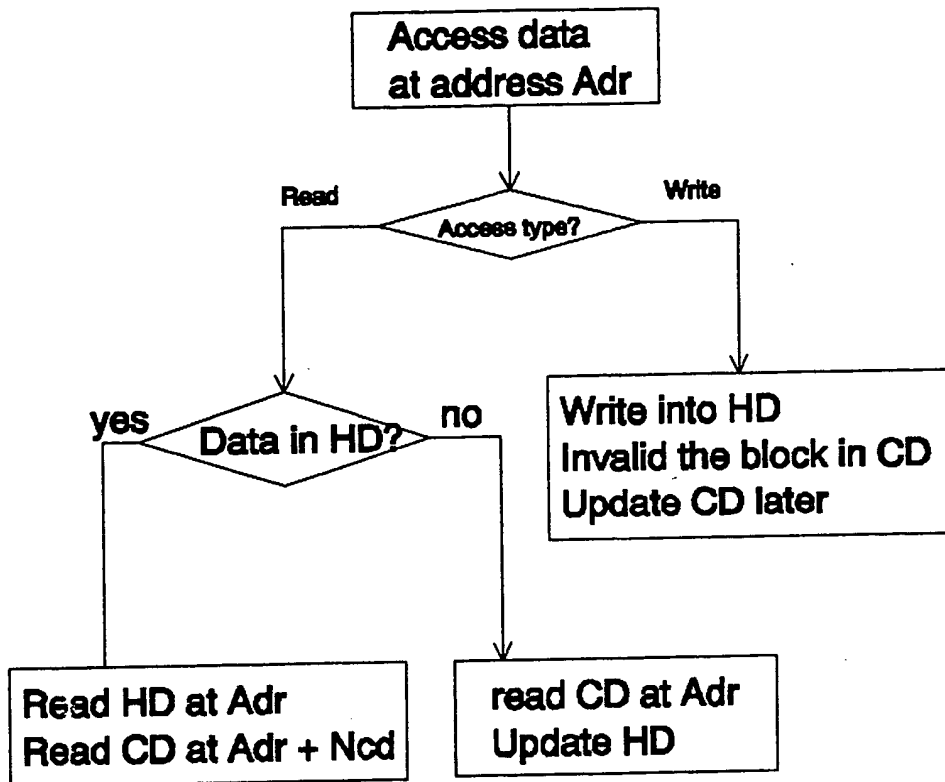 Access data
at address Adr
Read
Write
Access type?
yes
Data in HD?
no
Write into HD
Invalid the block in CD
Update CD later
Read HD at Adr
Read CD at Adr + Ncd
read CD at Adr
Update HD